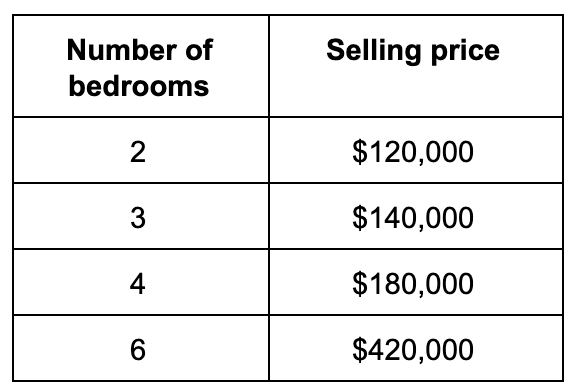 Number of
bedrooms
Selling price
2
$120,000
3
$140,000
4
$180,000
6
$420,000